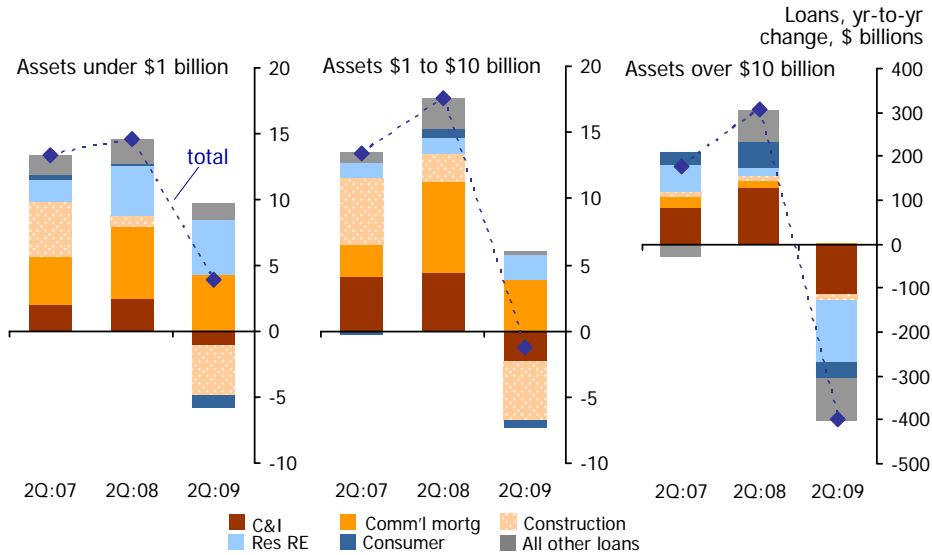 Loans, yr-to-yr
change, $ billions
Assets under $1 billion
20
15
10
5
0
-5
-10
total
2Q:07 2Q:08 2Q:09
Assets $1 to $10 billion
20
15
10
5
0
-5
-10
2Q:07 2Q:08 2Q:09
Assets over $10 billion
400
300
200
100
0
-100
-200
-300
-400
-500
2Q:07 2Q:08 2Q:09
C&I Comm'l mortg Construction
Res RE Consumer All other loans